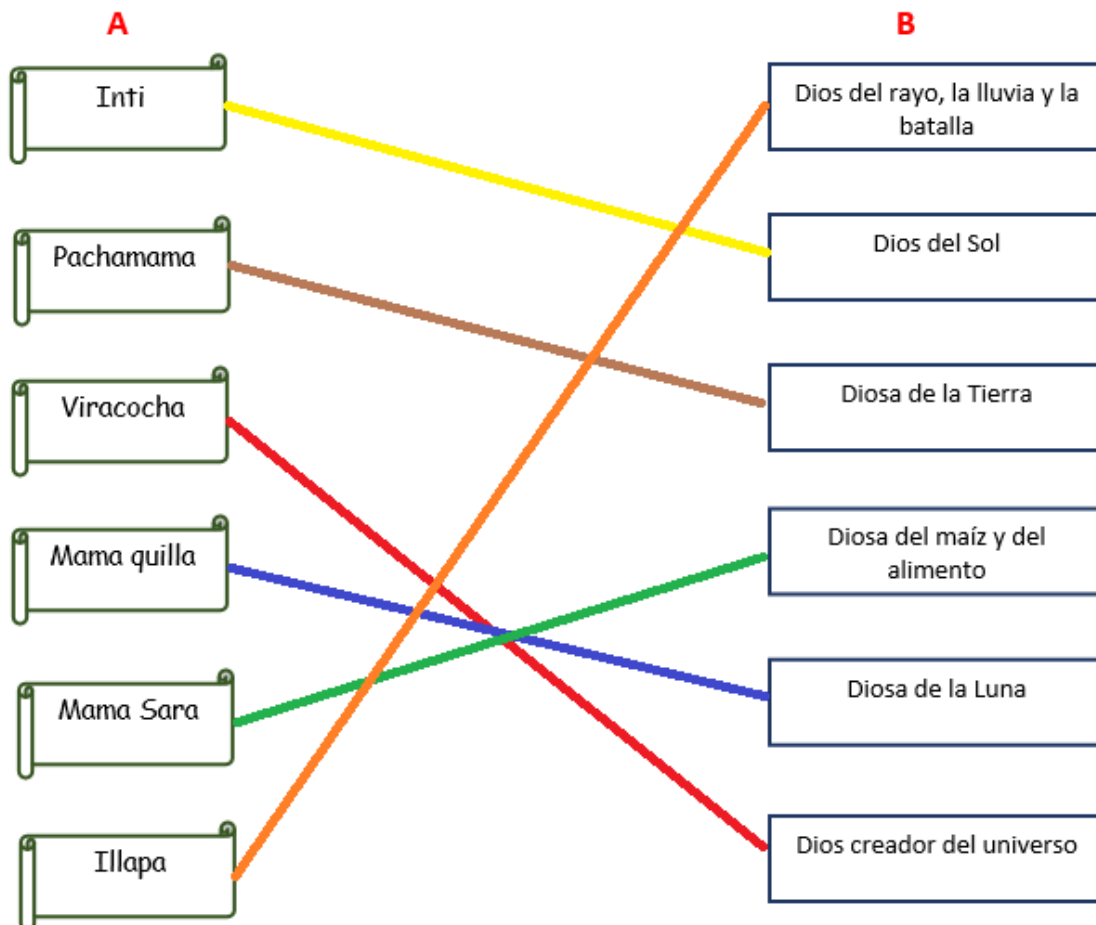 A
B
Inti
Dios del rayo, la lluvia y la
batalla
Pachamama
Dios del Sol
Viracocha
Diosa de la Tierra
Mama quilla
Diosa del maíz y del
alimento
Mama Sara
Diosa de la Luna
Illapa
Dios creador del universo